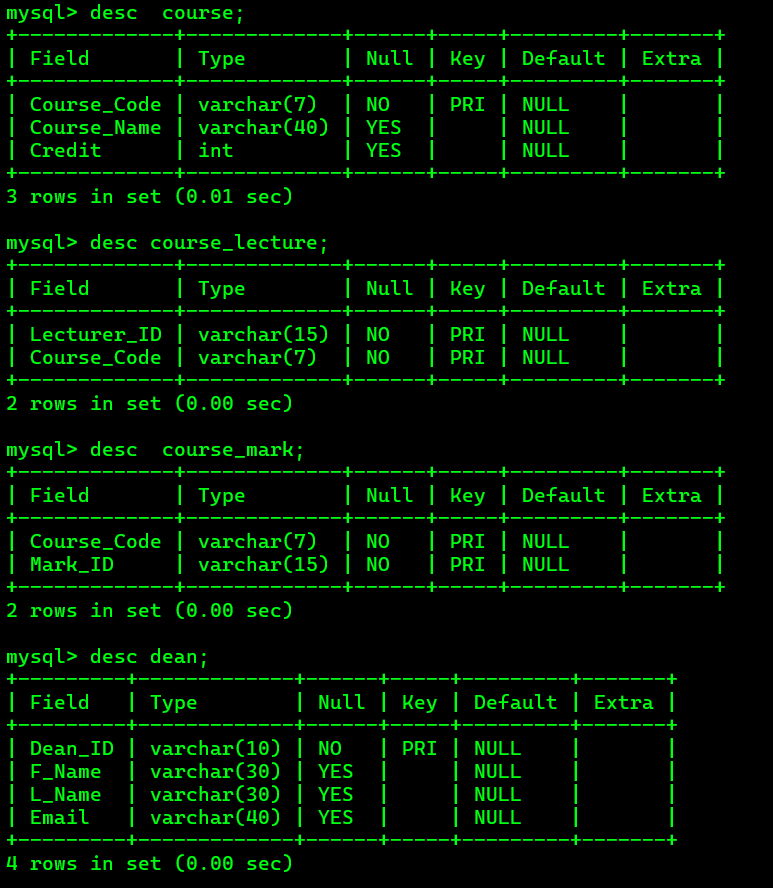 mysql> desc  course;
+-------------+-------------+------+-----+---------+-------+
| Field       | Type        | Null | Key | Default | Extra |
+-------------+-------------+------+-----+---------+-------+
| Course_Code | varchar(7)  | NO   | PRI | NULL    |       |
| Course_Name | varchar(40) | YES  |     | NULL    |       |
| Credit      | int         | YES  |     | NULL    |       |
+-------------+-------------+------+-----+---------+-------+
3 rows in set (0.01 sec)

mysql> desc course_lecture;
+-------------+-------------+------+-----+---------+-------+
| Field       | Type        | Null | Key | Default | Extra |
+-------------+-------------+------+-----+---------+-------+
| Lecturer_ID | varchar(15) | NO   | PRI | NULL    |       |
| Course_Code | varchar(7)  | NO   | PRI | NULL    |       |
+-------------+-------------+------+-----+---------+-------+
2 rows in set (0.00 sec)

mysql> desc  course_mark;
+-------------+-------------+------+-----+---------+-------+
| Field       | Type        | Null | Key | Default | Extra |
+-------------+-------------+------+-----+---------+-------+
| Course_Code | varchar(7)  | NO   | PRI | NULL    |       |
| Mark_ID     | varchar(15) | NO   | PRI | NULL    |       |
+-------------+-------------+------+-----+---------+-------+
2 rows in set (0.00 sec)

mysql> desc dean;
+---------+-------------+------+-----+---------+-------+
| Field   | Type        | Null | Key | Default | Extra |
+---------+-------------+------+-----+---------+-------+
| Dean_ID | varchar(10) | NO   | PRI | NULL    |       |
| F_Name  | varchar(30) | YES  |     | NULL    |       |
| L_Name  | varchar(30) | YES  |     | NULL    |       |
| Email   | varchar(40) | YES  |     | NULL    |       |
+---------+-------------+------+-----+---------+-------+
4 rows in set (0.00 sec)